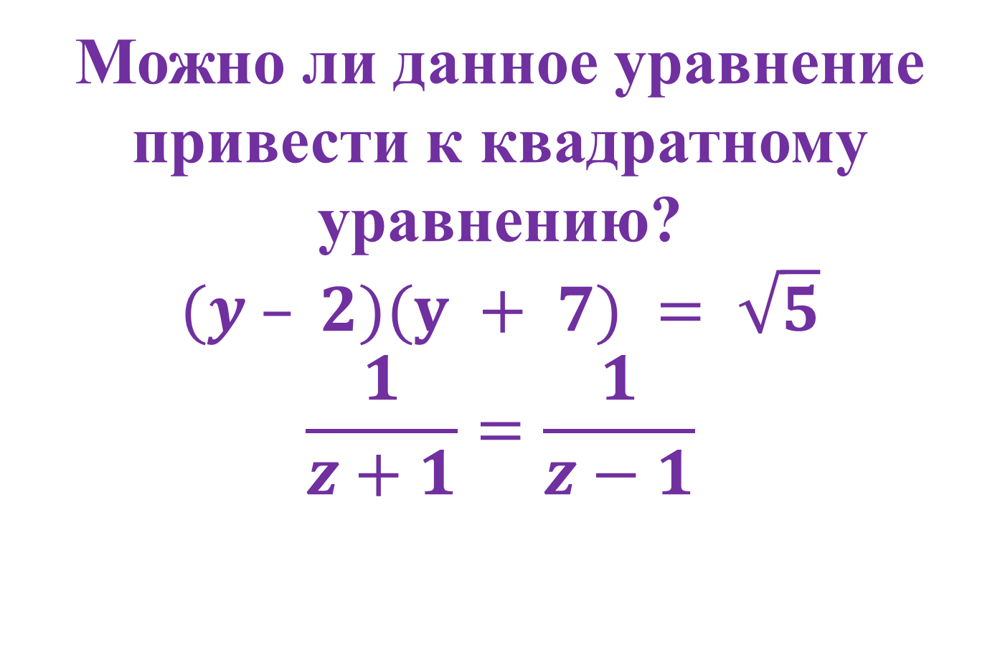 Можно ли данное уравнение
привести к квадратному
уравнению?
(y – 2)(y + 7) = √5
1/(z + 1) = 1/(z − 1)